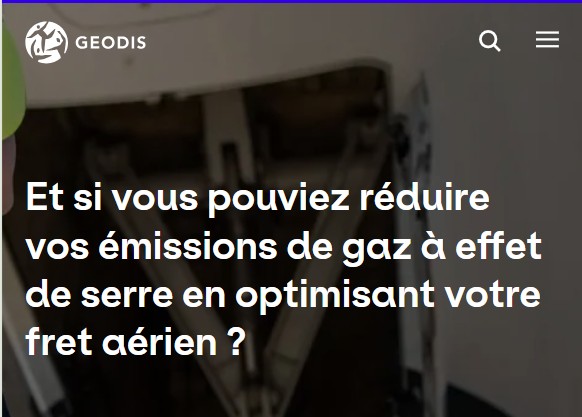 GEODIS
Et si vous pouviez réduire
vos émissions de gaz à effet
de serre en optimisant votre
fret aérien ?